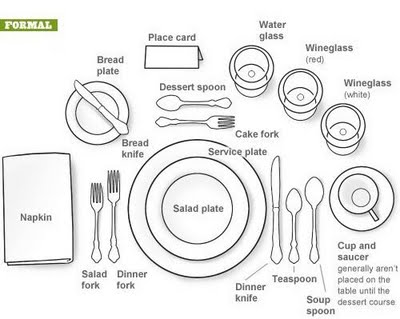 FORMAL
Place card
Water
glass
Wineglass
(red)
Bread
plate
Dessert spoon
Wineglass
(white)
Cake fork
Bread
knife
Service plate
Napkin
Salad plate
Cup and
saucer
generally aren't
placed on the
table until the
dessert course.
Salad
fork
Dinner
fork
Dinner
knife
Teaspoon
Soup
spoon